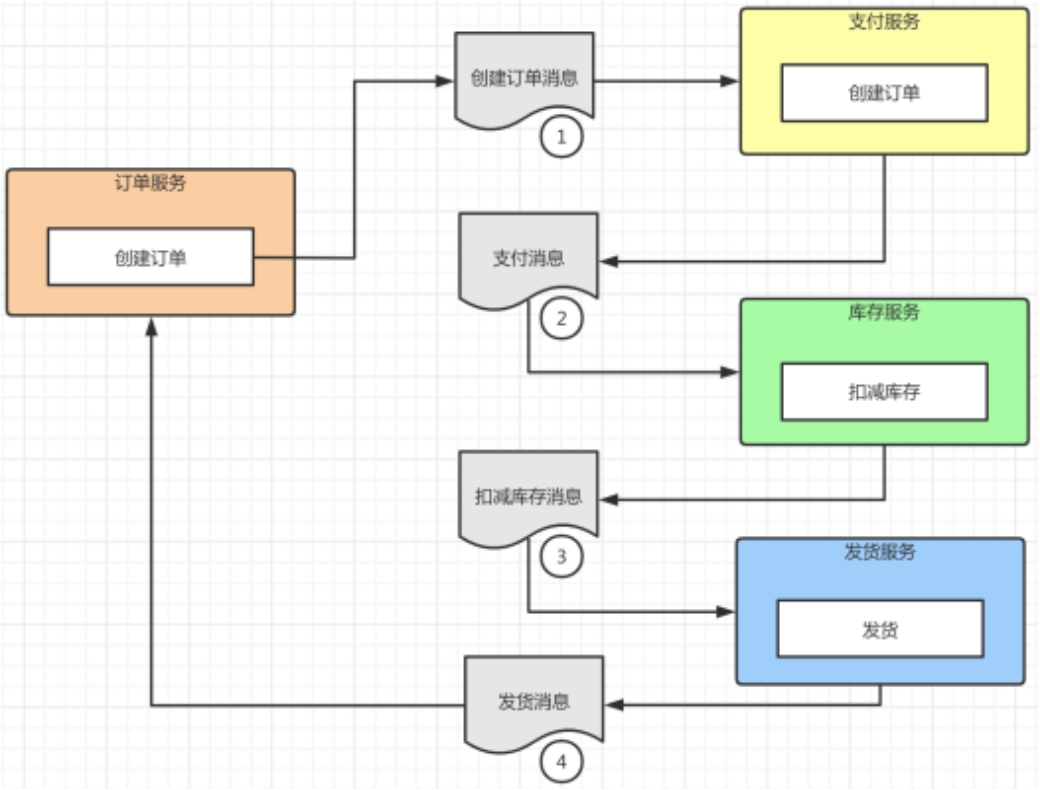 支付服务
创建订单消息
创建订单
1
订单服务
创建订单
支付消息
2
库存服务
扣减库存
扣减库存消息
3
发货服务
发货
发货消息
4